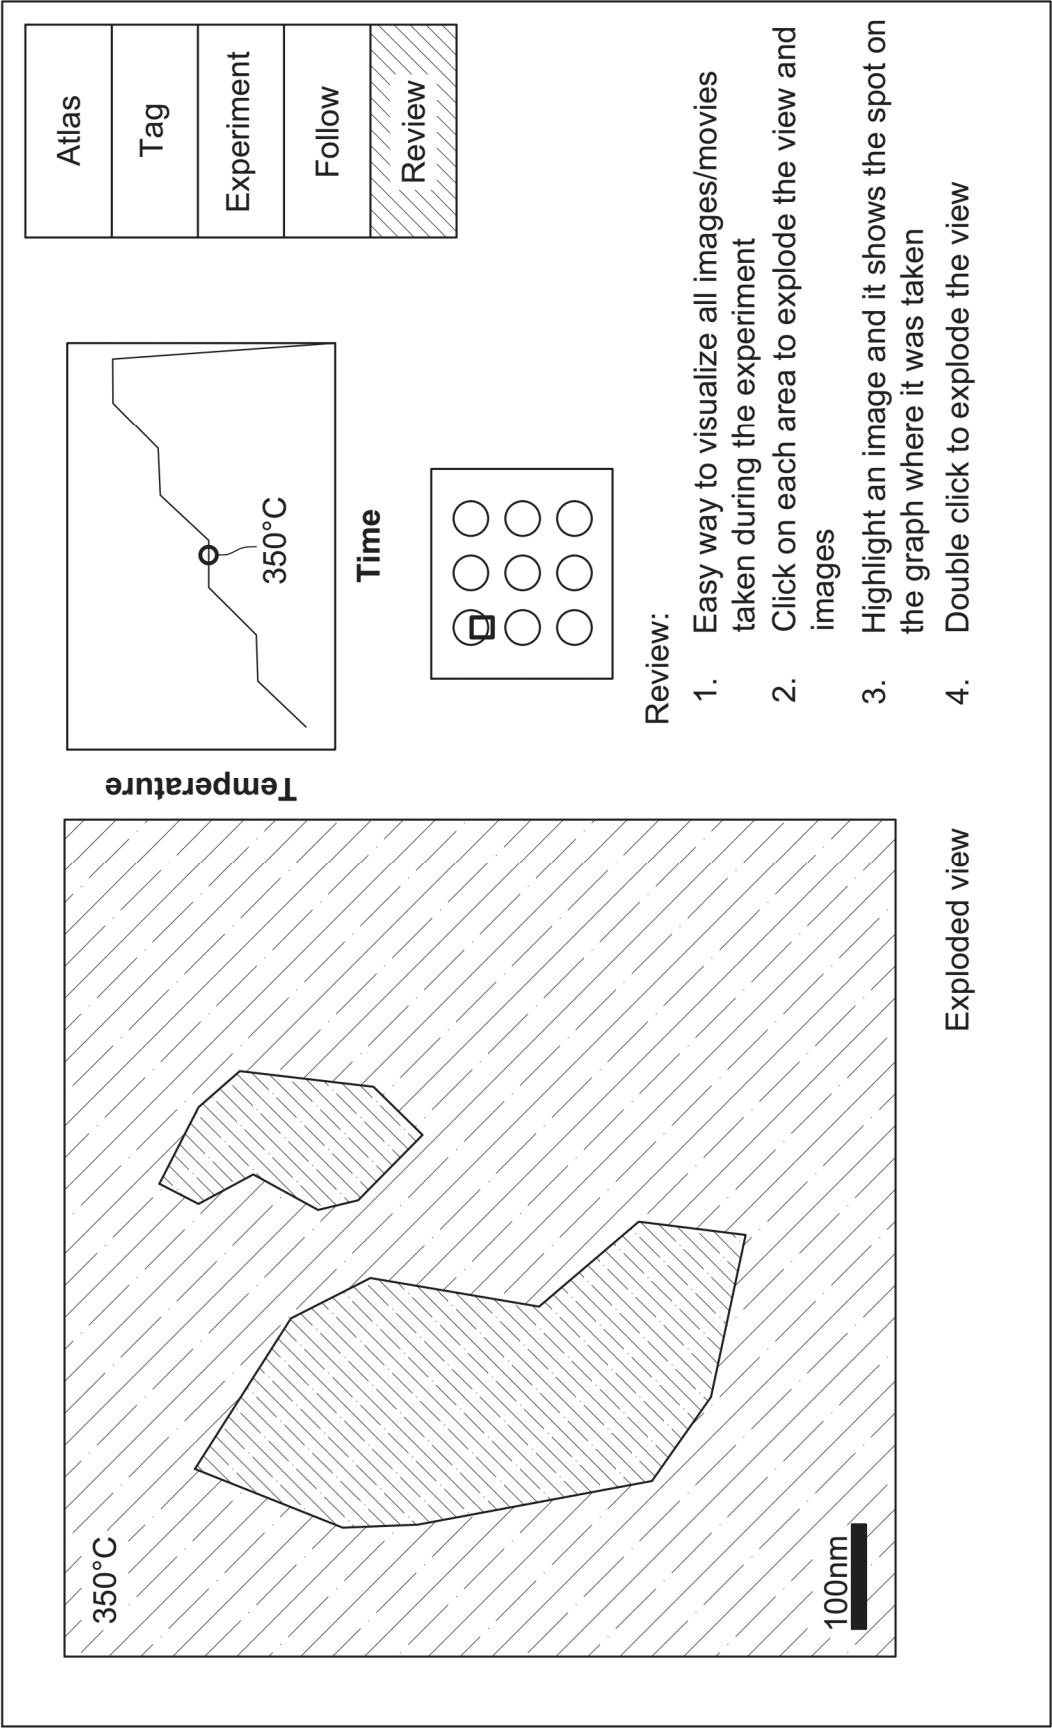 350°C
100nm
Exploded view
Temperature
350°C
Time
Atlas
Tag
Experiment
Follow
Review
Review:
1. Easy way to visualize all images/movies
taken during the experiment
2. Click on each area to explode the view and
images
3. Highlight an image and it shows the spot on
the graph where it was taken
4. Double click to explode the view